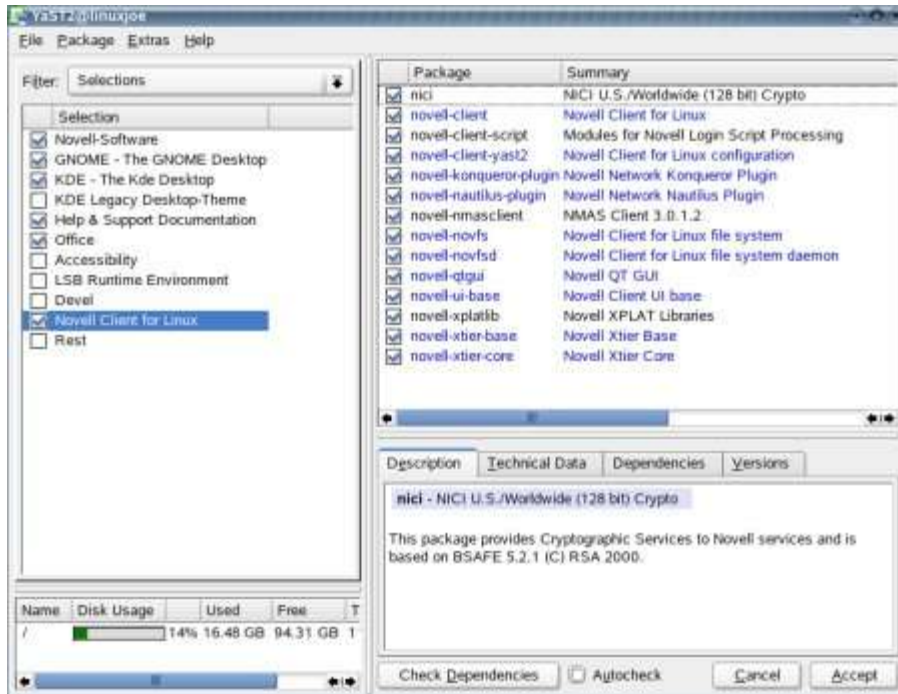 YaST2@linuxjoe
File Package Extras Help
Filter: Selections
Selection
Novell-Software
GNOME - The GNOME Desktop
KDE - The Kde Desktop
KDE Legacy Desktop-Theme
Help & Support Documentation
Office
Accessibility
LSB Runtime Environment
Devel
Novell Client for Linux
Rest
Name Disk Usage Used Free T
/ 14% 16.48 GB 94.31 GB 1
Package Summary
nici NICI U.S./Worldwide (128 bit) Crypto
novell-client Novell Client for Linux
novell-client-script Modules for Novell Login Script Processing
novell-client-yast2 Novell Client for Linux configuration
novell-konqueror-plugin Novell Network Konqueror Plugin
novell-nautilus-plugin Novell Network Nautilus Plugin
novell-nmasclient NMAS Client 3.0.1.2
novell-novfs Novell Client for Linux file system
novell-novfsd Novell Client for Linux file system daemon
novell-qtgui Novell QT GUI
novell-ui-base Novell Client UI base
novell-xplatlib Novell XPLAT Libraries
novell-xtier-base Novell Xtier Base
novell-xtier-core Novell Xtier Core
Description Technical Data Dependencies Versions
nici - NICI U.S./Worldwide (128 bit) Crypto
This package provides Cryptographic Services to Novell services and is
based on BSAFE 5.2.1 (C) RSA 2000.
Check Dependencies Autocheck Cancel Accept